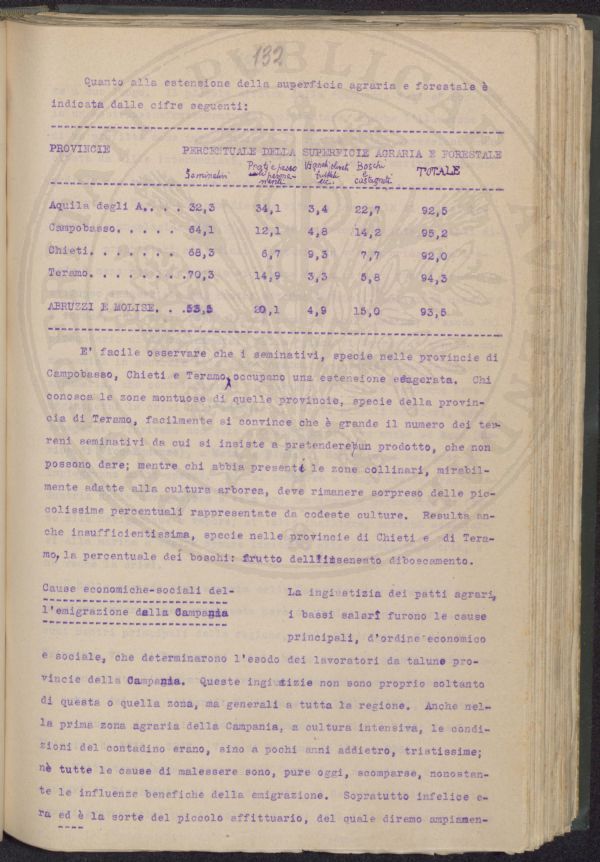 132
Quanto alla estensione della superficie agraria e forestale è
indicata dalle cifre seguenti:
PROVINCIE PERCENTUALE DELLA SUPERFICIE AGRARIA E FORESTALE
Seminativi Prati e pascoli permanenti Vigneti oliveti frutteti ecc. Boschi e castagneti TOTALE
Aquila degli A.... 32,3 34,1 3,4 22,7 92,5
Campobasso..... 64,1 12,1 4,8 14,2 95,2
Chieti........ 68,3 6,7 9,3 7,7 92,0
Teramo........ 70,3 14,9 3,3 5,8 94,3
ABRUZZI E MOLISE... 53,5 20,1 4,9 15,0 93,5
E' facile osservare che i seminativi, specie nelle provincie di
Campobasso, Chieti e Teramo, occupano una estensione esagerata. Chi
conosca le zone montuose di quelle provincie, specie della provin-
cia di Teramo, facilmente si convince che è grande il numero dei ter-
reni seminativi da cui si insiste a pretendere un prodotto, che non
possono dare; mentre chi abbia presenti le zone collinari, mirabil-
mente adatte alla cultura arborea, deve rimanere sorpreso delle pic-
colissime percentuali rappresentate da codeste culture. Resulta an-
che insufficientissima, specie nelle provincie di Chieti e di Tera-
mo, la percentuale dei boschi: frutto dell'insensato diboscamento.
Cause economiche-sociali del-
l'emigrazione della Campania
La ingiustizia dei patti agrari,
i bassi salari furono le cause
principali, d'ordine economico
e sociale, che determinarono l'esodo dei lavoratori da talune pro-
vincie della Campania. Queste ingiustizie non sono proprio soltanto
di questa o quella zona, ma generali a tutta la regione. Anche nel-
la prima zona agraria della Campania, a cultura intensiva, le condi-
zioni del contadino erano, sino a pochi anni addietro, tristissime;
nè tutte le cause di malessere sono, pure oggi, scomparse, nonostan-
te le influenze benefiche della emigrazione. Sopratutto infelice e-
ra ed è la sorte del piccolo affittuario, del quale diremo ampiamen-